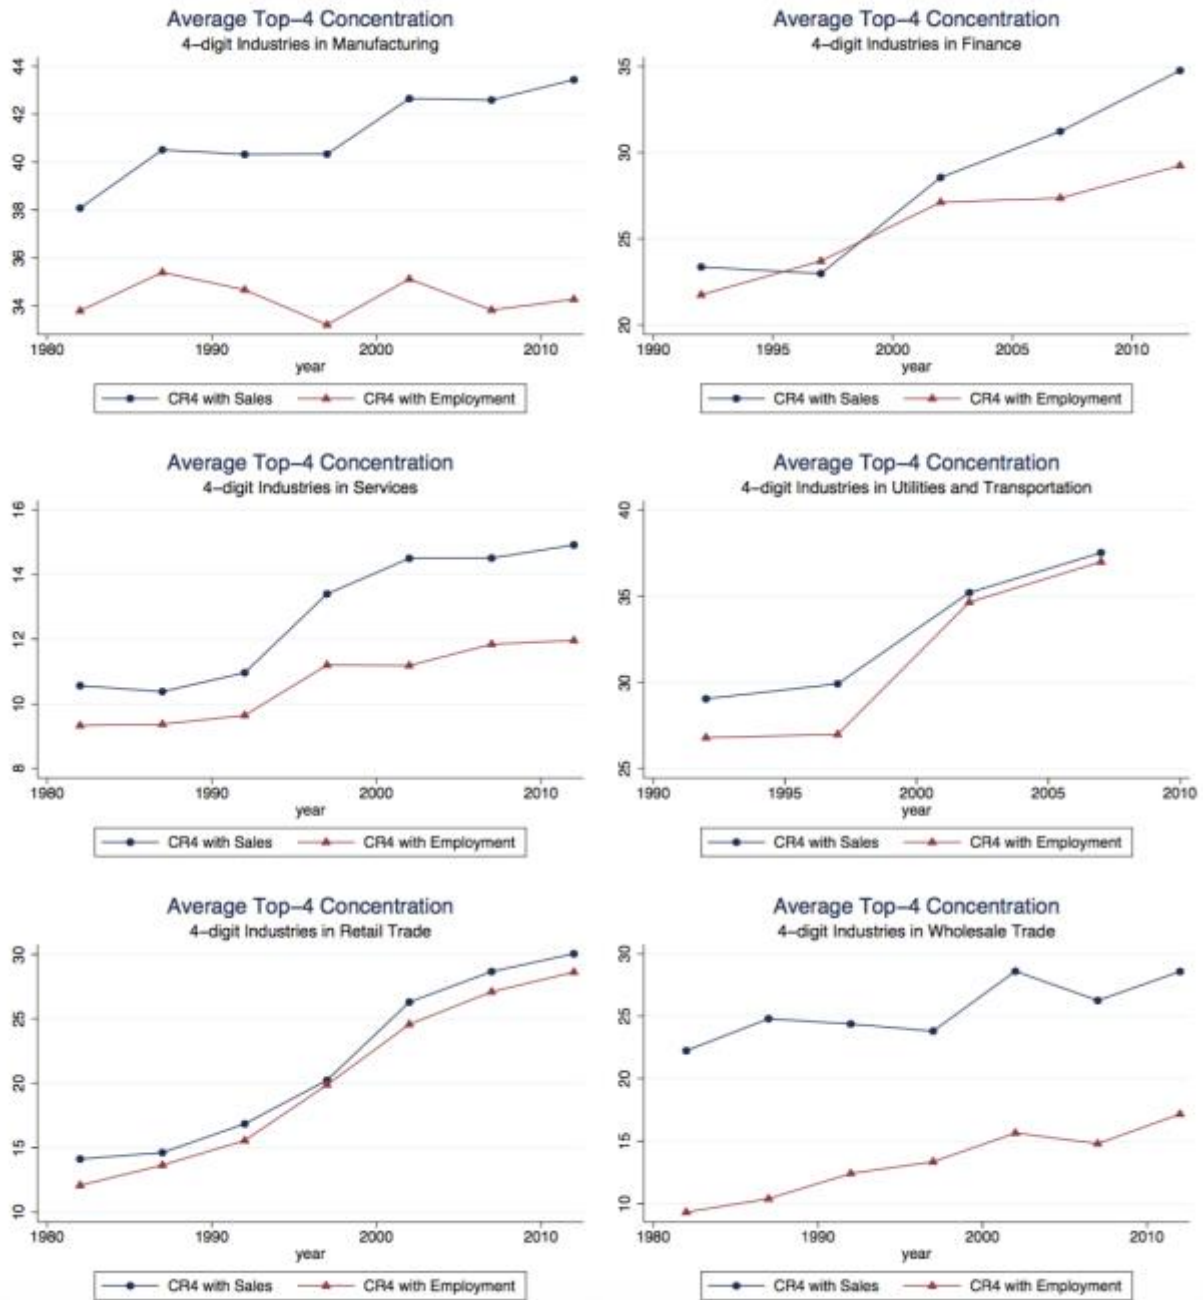 Average Top-4 Concentration
4-digit Industries in Manufacturing
44
42
40
38
36
34
1980
1990
2000
2010
year
CR4 with Sales
CR4 with Employment
Average Top-4 Concentration
4-digit Industries in Finance
35
30
25
20
1990
1995
2000
2005
2010
year
CR4 with Sales
CR4 with Employment
Average Top-4 Concentration
4-digit Industries in Services
16
14
12
10
8
1980
1990
2000
2010
year
CR4 with Sales
CR4 with Employment
Average Top-4 Concentration
4-digit Industries in Utilities and Transportation
40
35
30
25
1990
1995
2000
2005
2010
year
CR4 with Sales
CR4 with Employment
Average Top-4 Concentration
4-digit Industries in Retail Trade
30
25
20
15
10
1980
1990
2000
2010
year
CR4 with Sales
CR4 with Employment
Average Top-4 Concentration
4-digit Industries in Wholesale Trade
30
25
20
15
10
1980
1990
2000
2010
year
CR4 with Sales
CR4 with Employment